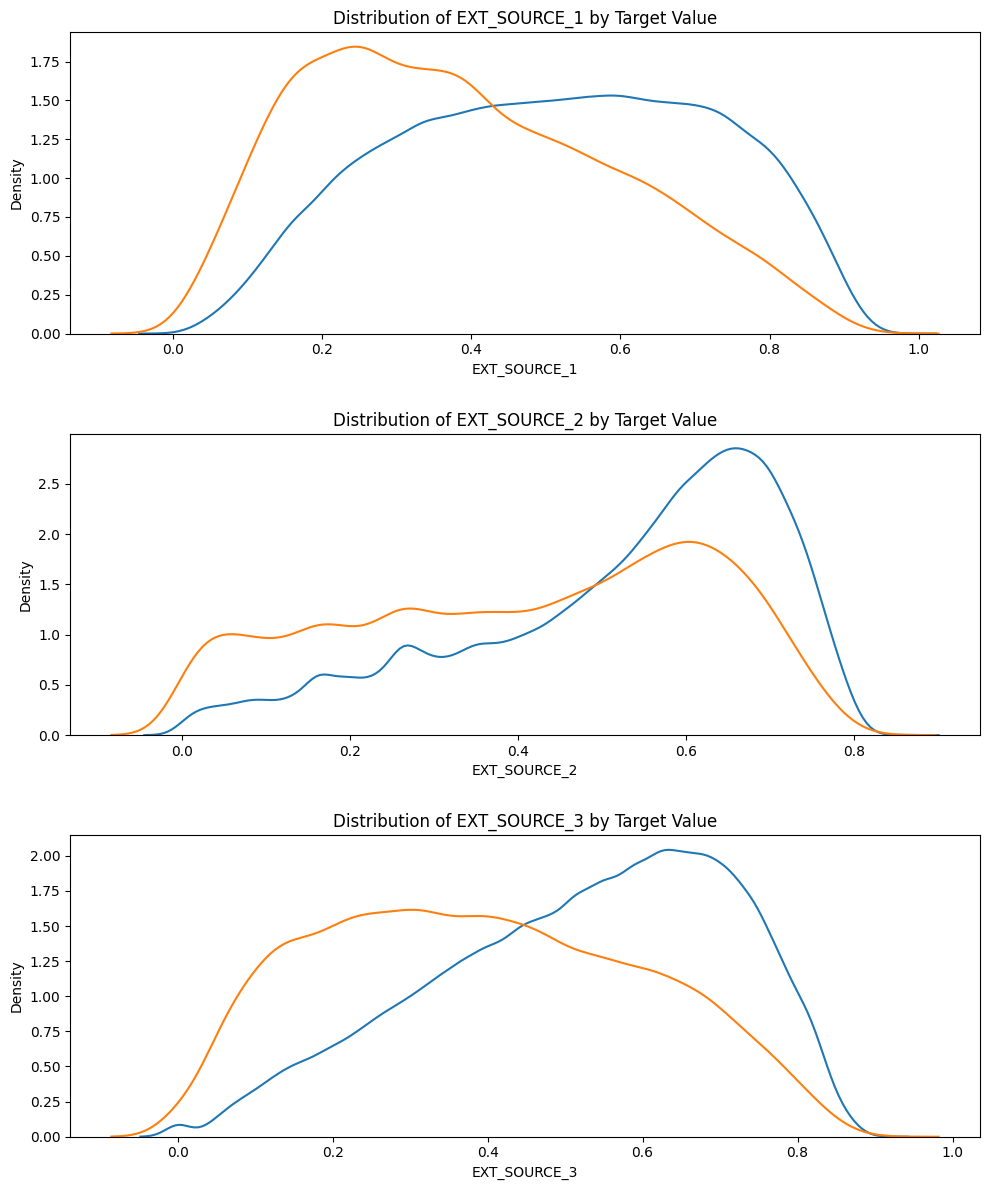 Distribution of EXT_SOURCE_1 by Target Value
1.75
1.50
1.25
1.00
0.75
0.50
0.25
0.00
Density
0.0 0.2 0.4 0.6 0.8 1.0
EXT_SOURCE_1
Distribution of EXT_SOURCE_2 by Target Value
2.5
2.0
1.5
1.0
0.5
0.0
Density
0.0 0.2 0.4 0.6 0.8
EXT_SOURCE_2
Distribution of EXT_SOURCE_3 by Target Value
2.00
1.75
1.50
1.25
1.00
0.75
0.50
0.25
0.00
Density
0.0 0.2 0.4 0.6 0.8 1.0
EXT_SOURCE_3